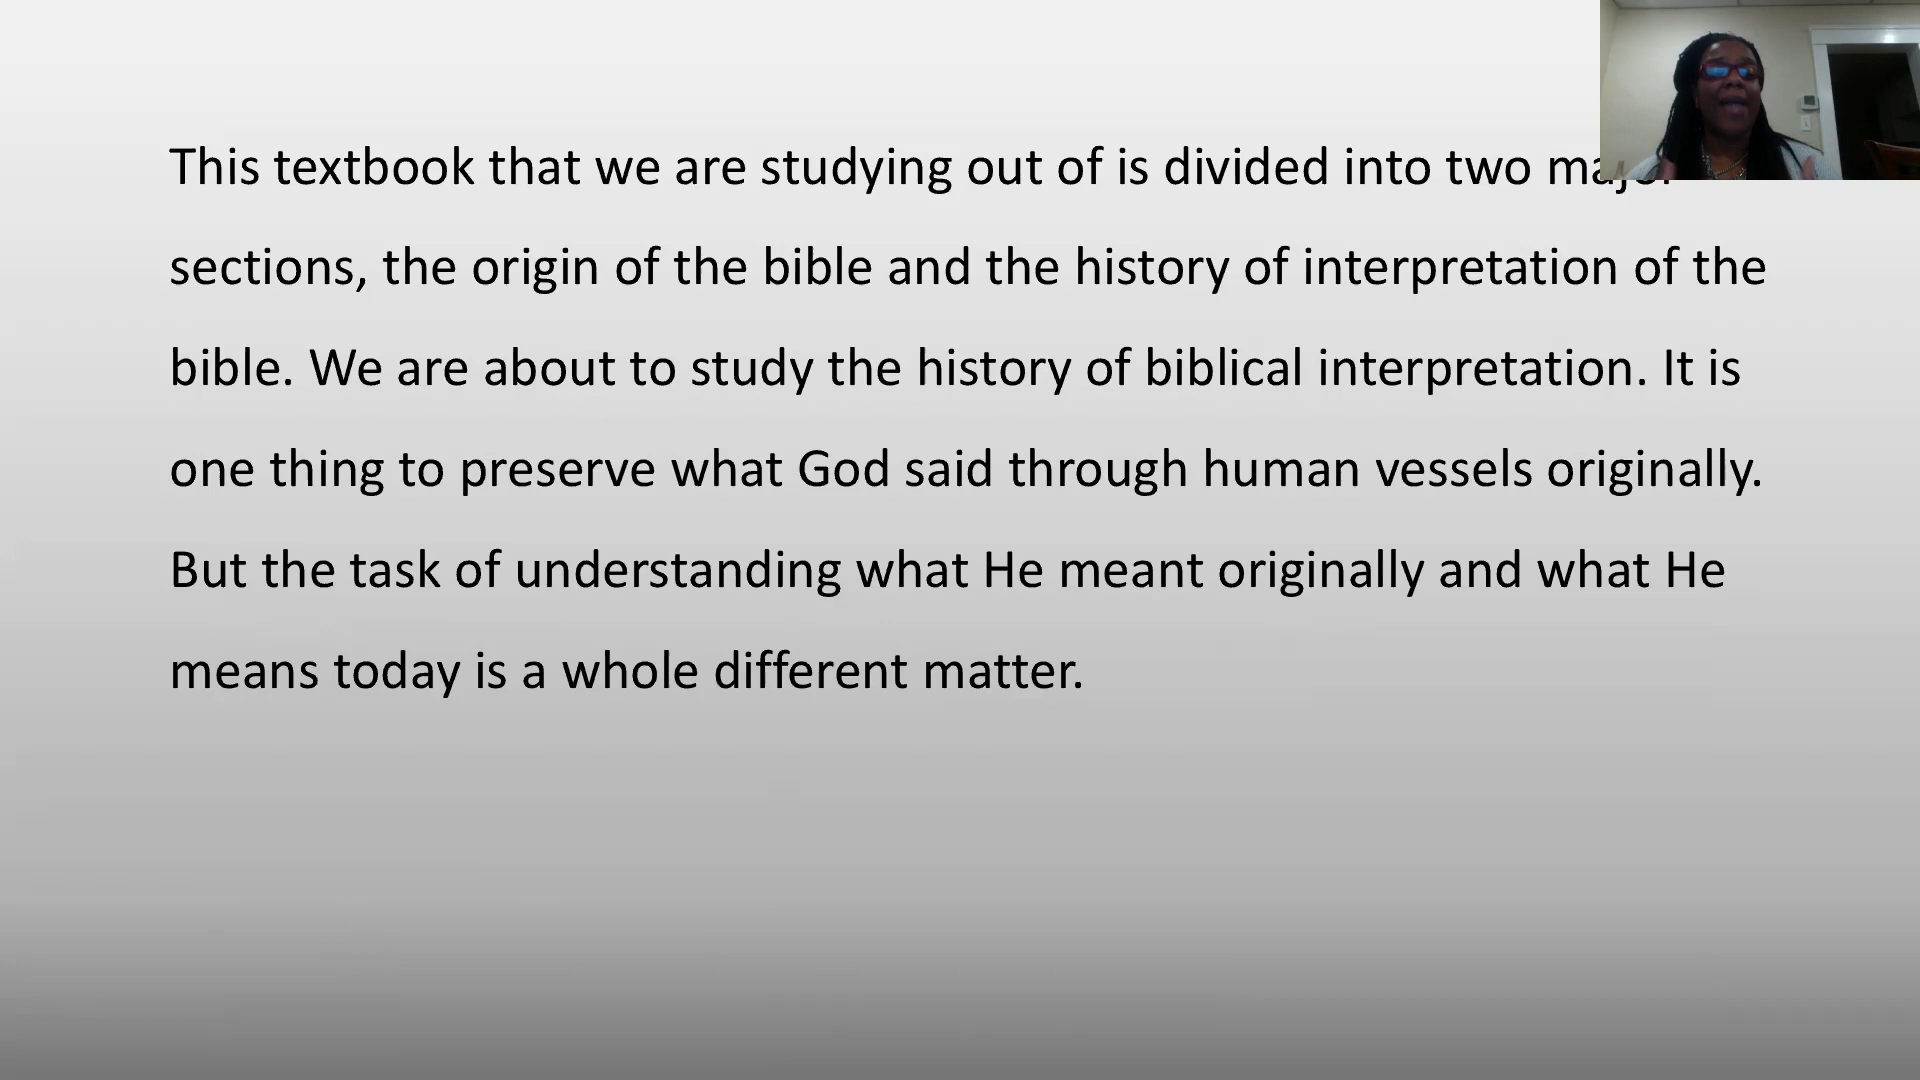 This textbook that we are studying out of is divided into two major
sections, the origin of the bible and the history of interpretation of the
bible. We are about to study the history of biblical interpretation. It is
one thing to preserve what God said through human vessels originally.
But the task of understanding what He meant originally and what He
means today is a whole different matter.